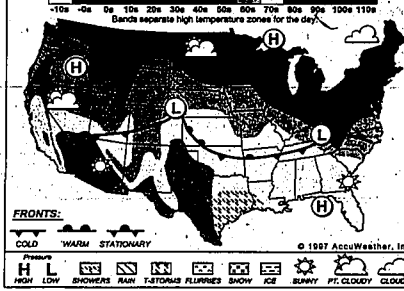 -10s -0s 0s 10s 20s 30s 40s 50s 60s 70s 80s 90s 100s 110s
Bands separate high temperature zones for the day.
H
H
L
L
H
FRONTS:
COLD WARM STATIONARY
© 1997 AccuWeather, In
Pressure
H L
HIGH LOW SHOWERS RAIN T-STORMS FLURRIES SNOW ICE SUNNY PT. CLOUDY CLOUD